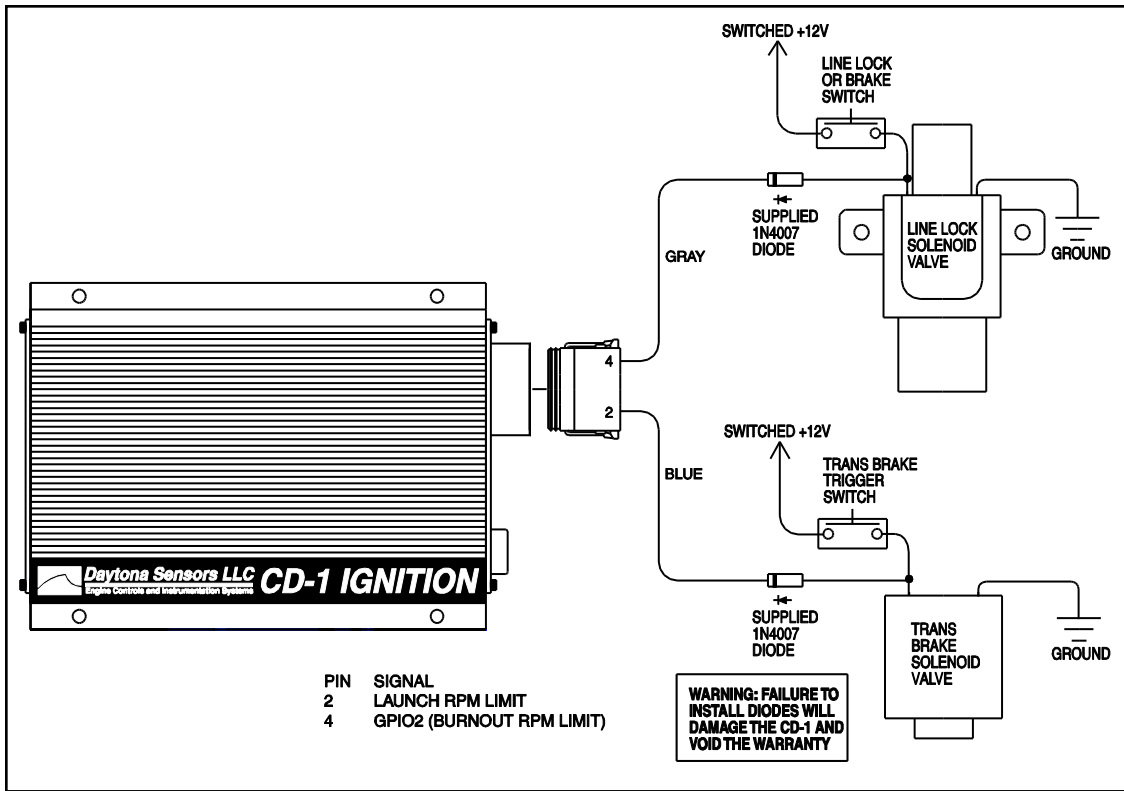 SWITCHED +12V
LINE LOCK
OR BRAKE
SWITCH
SUPPLIED
1N4007
DIODE
LINE LOCK
SOLENOID
VALVE
GROUND
GRAY
4
2
BLUE
SWITCHED +12V
TRANS BRAKE
TRIGGER
SWITCH
SUPPLIED
1N4007
DIODE
TRANS
BRAKE
SOLENOID
VALVE
GROUND
Daytona Sensors LLC
Engine Controls and Instrumentation Systems
CD-1 IGNITION
PIN SIGNAL
2 LAUNCH RPM LIMIT
4 GPIO2 (BURNOUT RPM LIMIT)
WARNING: FAILURE TO
INSTALL DIODES WILL
DAMAGE THE CD-1 AND
VOID THE WARRANTY